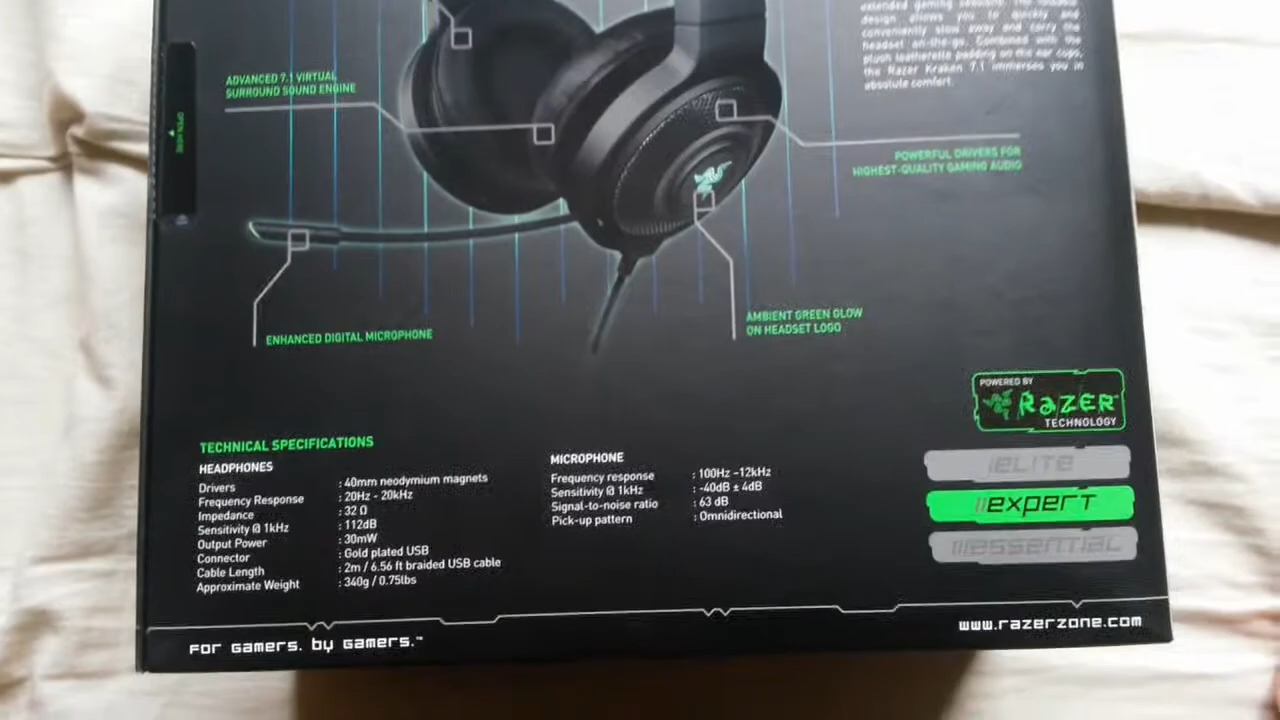 extended gaming sessions. The foldable
design allows you to quickly and
conveniently stow away and carry the
headset on-the-go. Combined with the
plush leatherette padding on the ear cups,
the Razer Kraken 7.1 immerses you in
absolute comfort.
ADVANCED 7.1 VIRTUAL
SURROUND SOUND ENGINE
OPEN HERE
POWERFUL DRIVERS FOR
HIGHEST-QUALITY GAMING AUDIO
ENHANCED DIGITAL MICROPHONE
AMBIENT GREEN GLOW
ON HEADSET LOGO
POWERED BY
RAZER™
TECHNOLOGY
ELITE
expert
essential
TECHNICAL SPECIFICATIONS
HEADPHONES
Drivers : 40mm neodymium magnets
Frequency Response : 20Hz - 20kHz
Impedance : 32 Ω
Sensitivity @ 1kHz : 112dB
Output Power : 30mW
Connector : Gold plated USB
Cable Length : 2m / 6.56 ft braided USB cable
Approximate Weight : 340g / 0.75lbs
MICROPHONE
Frequency response : 100Hz -12kHz
Sensitivity @ 1kHz : -40dB ± 4dB
Signal-to-noise ratio : 63 dB
Pick-up pattern : Omnidirectional
FOR GAMERS. BY GAMERS.™
www.razerzone.com